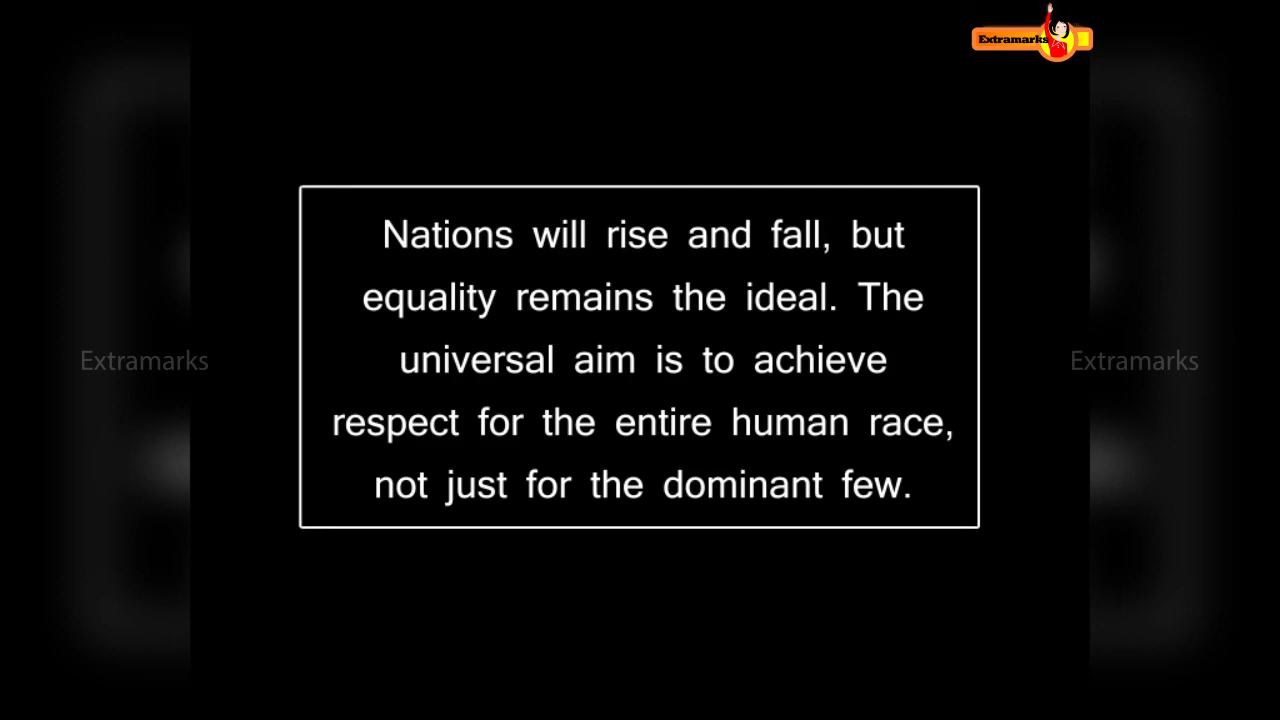 Extramarks
Nations will rise and fall, but
equality remains the ideal. The
universal aim is to achieve
respect for the entire human race,
not just for the dominant few.
Extramarks
Extramarks